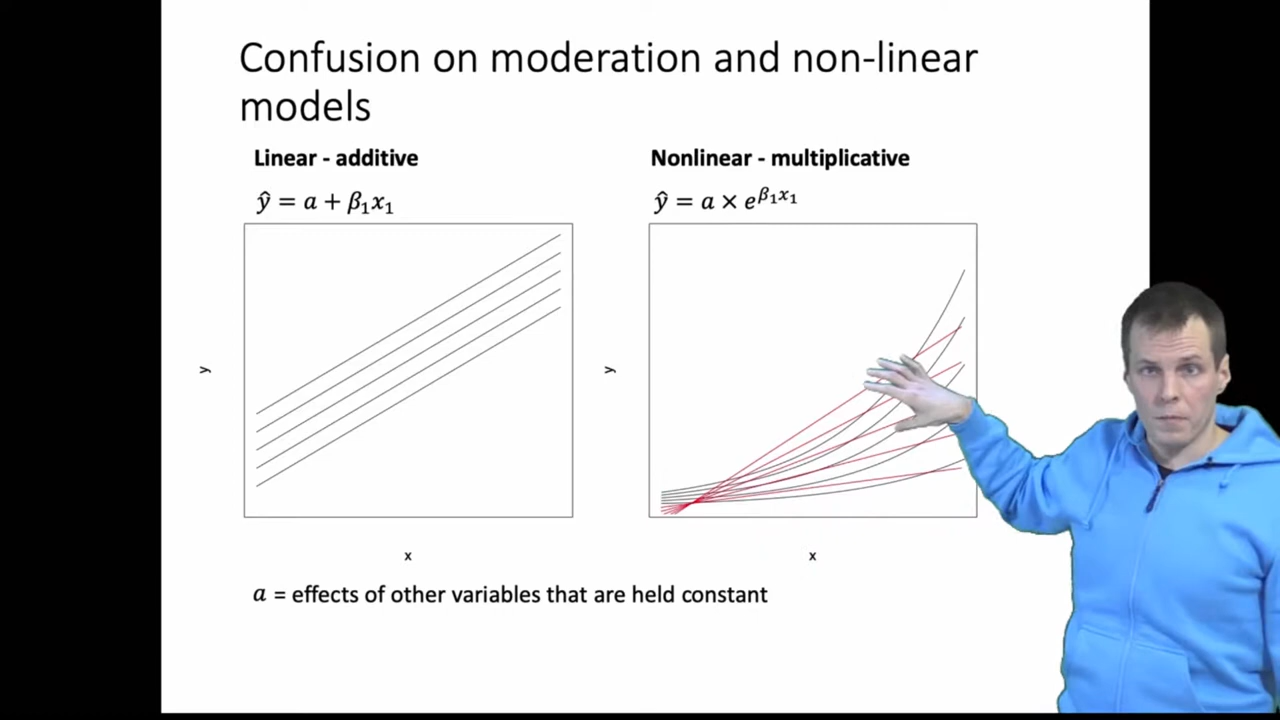 Confusion on moderation and non-linear
models
Linear - additive
Nonlinear - multiplicative
ŷ = a + β₁x₁
ŷ = a × e^β₁x₁
y
y
x
x
a = effects of other variables that are held constant